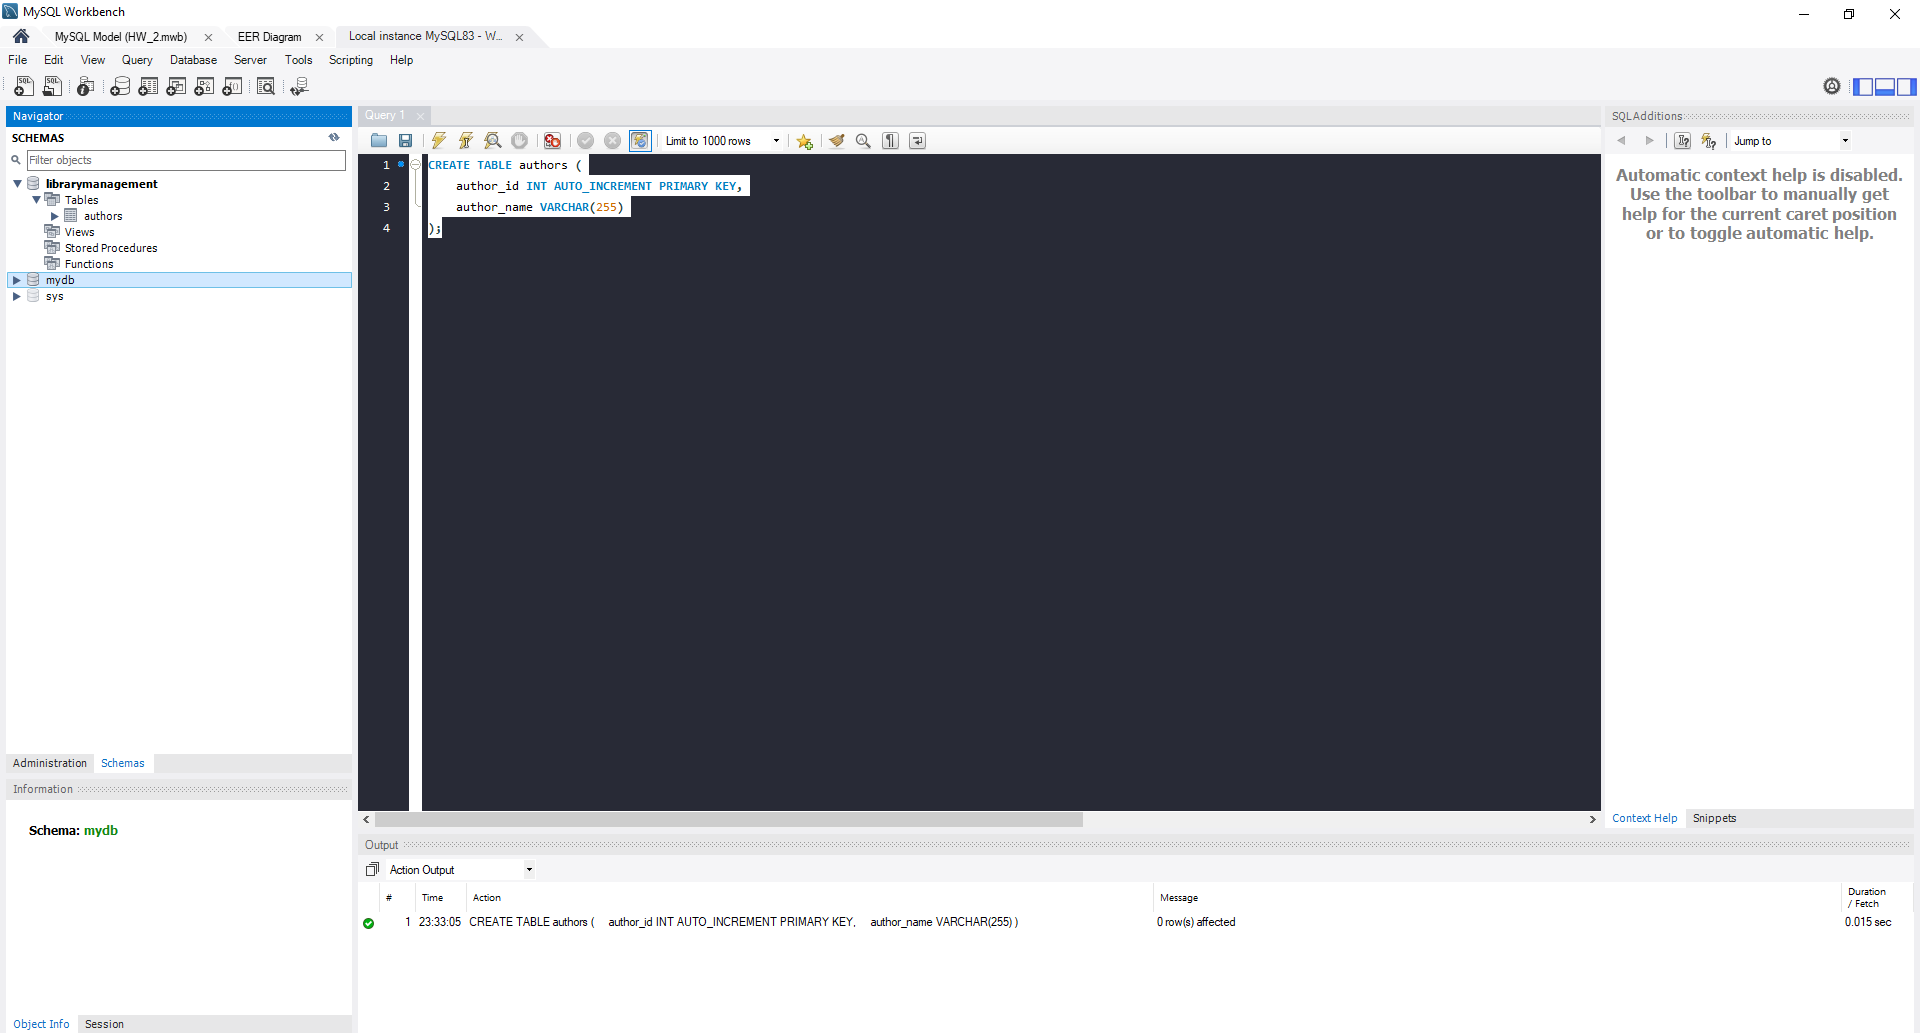 MySQL Workbench
MySQL Model (HW_2.mwb)
EER Diagram
Local instance MySQL83 - W...
File Edit View Query Database Server Tools Scripting Help
Navigator
SCHEMAS
Filter objects
librarymanagement
Tables
authors
Views
Stored Procedures
Functions
mydb
sys
Administration Schemas
Information
Schema: mydb
Object Info Session
Query 1
Limit to 1000 rows
1 CREATE TABLE authors (
2 author_id INT AUTO_INCREMENT PRIMARY KEY,
3 author_name VARCHAR(255)
4 );
SQLAdditions
Jump to
Automatic context help is disabled.
Use the toolbar to manually get
help for the current caret position
or to toggle automatic help.
Context Help Snippets
Output
Action Output
# Time Action Message Duration / Fetch
1 23:33:05 CREATE TABLE authors ( author_id INT AUTO_INCREMENT PRIMARY KEY, author_name VARCHAR(255) ) 0 row(s) affected 0.015 sec